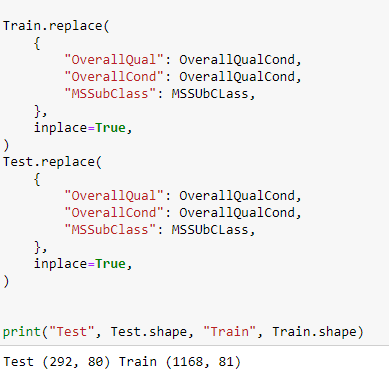 Train.replace(
    {
        "OverallQual": OverallQualCond,
        "OverallCond": OverallQualCond,
        "MSSubClass": MSSUbCLass,
    },
    inplace=True,
)
Test.replace(
    {
        "OverallQual": OverallQualCond,
        "OverallCond": OverallQualCond,
        "MSSubClass": MSSUbCLass,
    },
    inplace=True,
)
print("Test", Test.shape, "Train", Train.shape)
Test (292, 80) Train (1168, 81)